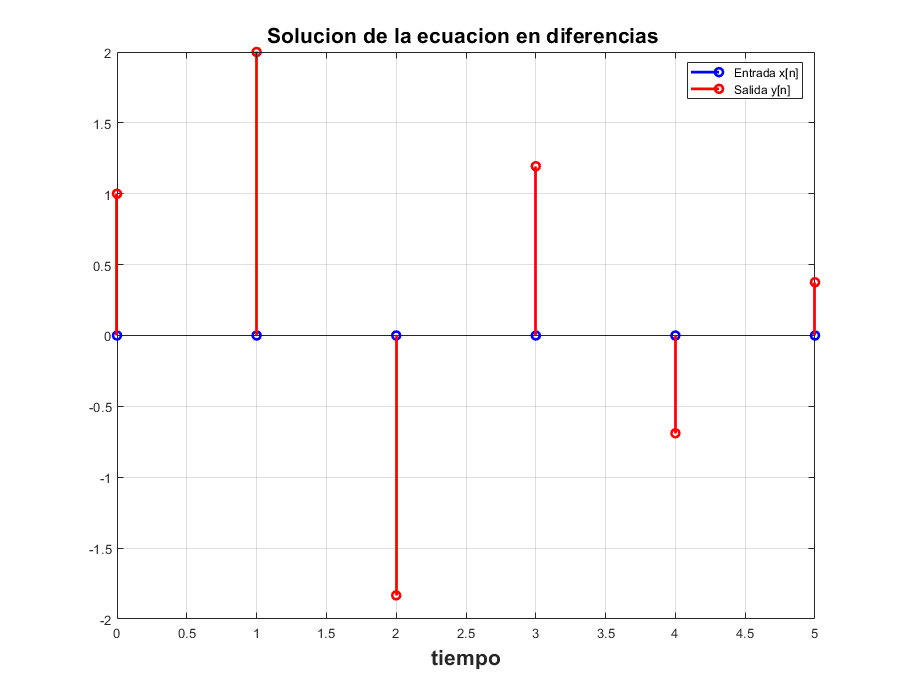 Solucion de la ecuacion en diferencias
Entrada x[n]
Salida y[n]
2
1.5
1
0.5
0
-0.5
-1
-1.5
-2
0 0.5 1 1.5 2 2.5 3 3.5 4 4.5 5
tiempo